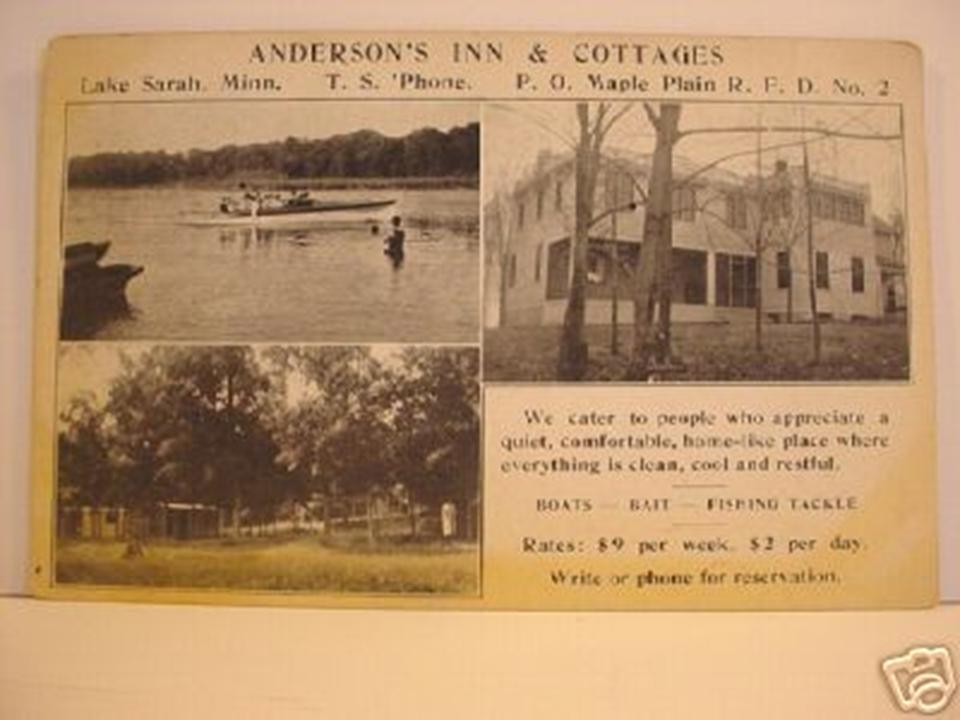 ANDERSON'S INN & COTTAGES
Lake Sarah, Minn. T. S. 'Phone. P. O. Maple Plain R. F. D. No. 2
We cater to people who appreciate a
quiet, comfortable, home-like place where
everything is clean, cool and restful.
BOATS — BAIT — FISHING TACKLE
Rates: $9 per week. $2 per day.
Write or phone for reservation.